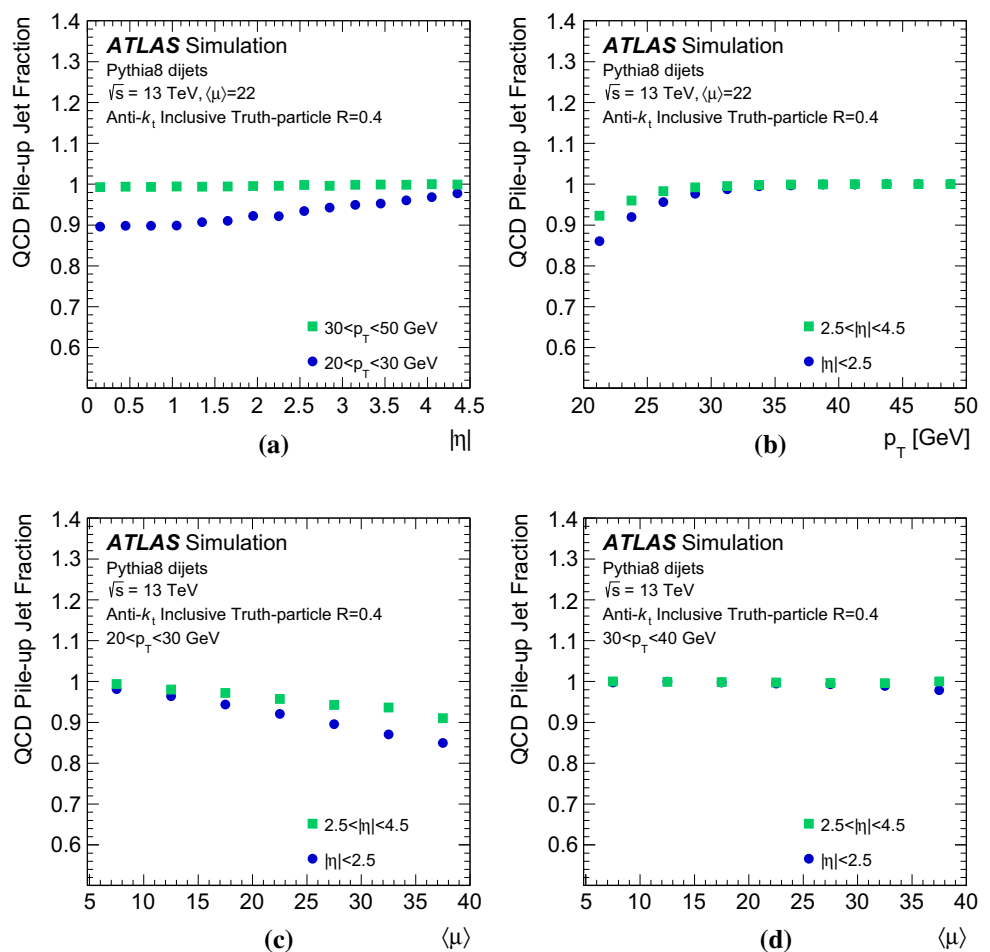 ATLAS Simulation
Pythia8 dijets
√s = 13 TeV, ⟨μ⟩=22
Anti-kt Inclusive Truth-particle R=0.4
QCD Pile-up Jet Fraction
1.4
1.3
1.2
1.1
1
0.9
0.8
0.7
0.6
30<pT<50 GeV
20<pT<30 GeV
0 0.5 1 1.5 2 2.5 3 3.5 4 4.5
(a) |η|
ATLAS Simulation
Pythia8 dijets
√s = 13 TeV, ⟨μ⟩=22
Anti-kt Inclusive Truth-particle R=0.4
QCD Pile-up Jet Fraction
1.4
1.3
1.2
1.1
1
0.9
0.8
0.7
0.6
2.5<|η|<4.5
|η|<2.5
20 25 30 35 40 45 50
(b) pT [GeV]
ATLAS Simulation
Pythia8 dijets
√s = 13 TeV
Anti-kt Inclusive Truth-particle R=0.4
20<pT<30 GeV
QCD Pile-up Jet Fraction
1.4
1.3
1.2
1.1
1
0.9
0.8
0.7
0.6
2.5<|η|<4.5
|η|<2.5
5 10 15 20 25 30 35 40
(c) ⟨μ⟩
ATLAS Simulation
Pythia8 dijets
√s = 13 TeV
Anti-kt Inclusive Truth-particle R=0.4
30<pT<40 GeV
QCD Pile-up Jet Fraction
1.4
1.3
1.2
1.1
1
0.9
0.8
0.7
0.6
2.5<|η|<4.5
|η|<2.5
5 10 15 20 25 30 35 40
(d) ⟨μ⟩